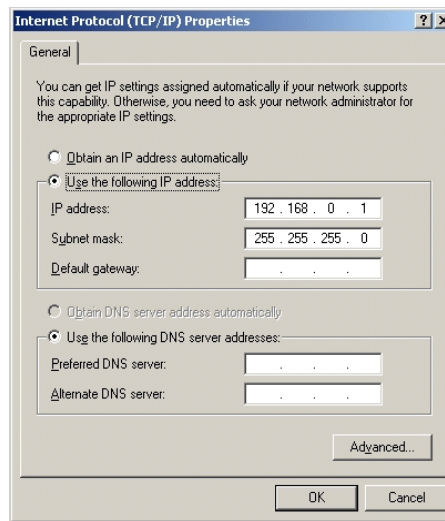 Internet Protocol (TCP/IP) Properties
General
You can get IP settings assigned automatically if your network supports
this capability. Otherwise, you need to ask your network administrator for
the appropriate IP settings.
Obtain an IP address automatically
Use the following IP address:
IP address: 192 . 168 . 0 . 1
Subnet mask: 255 . 255 . 255 . 0
Default gateway: . . .
Obtain DNS server address automatically
Use the following DNS server addresses:
Preferred DNS server: . . .
Alternate DNS server: . . .
Advanced...
OK Cancel